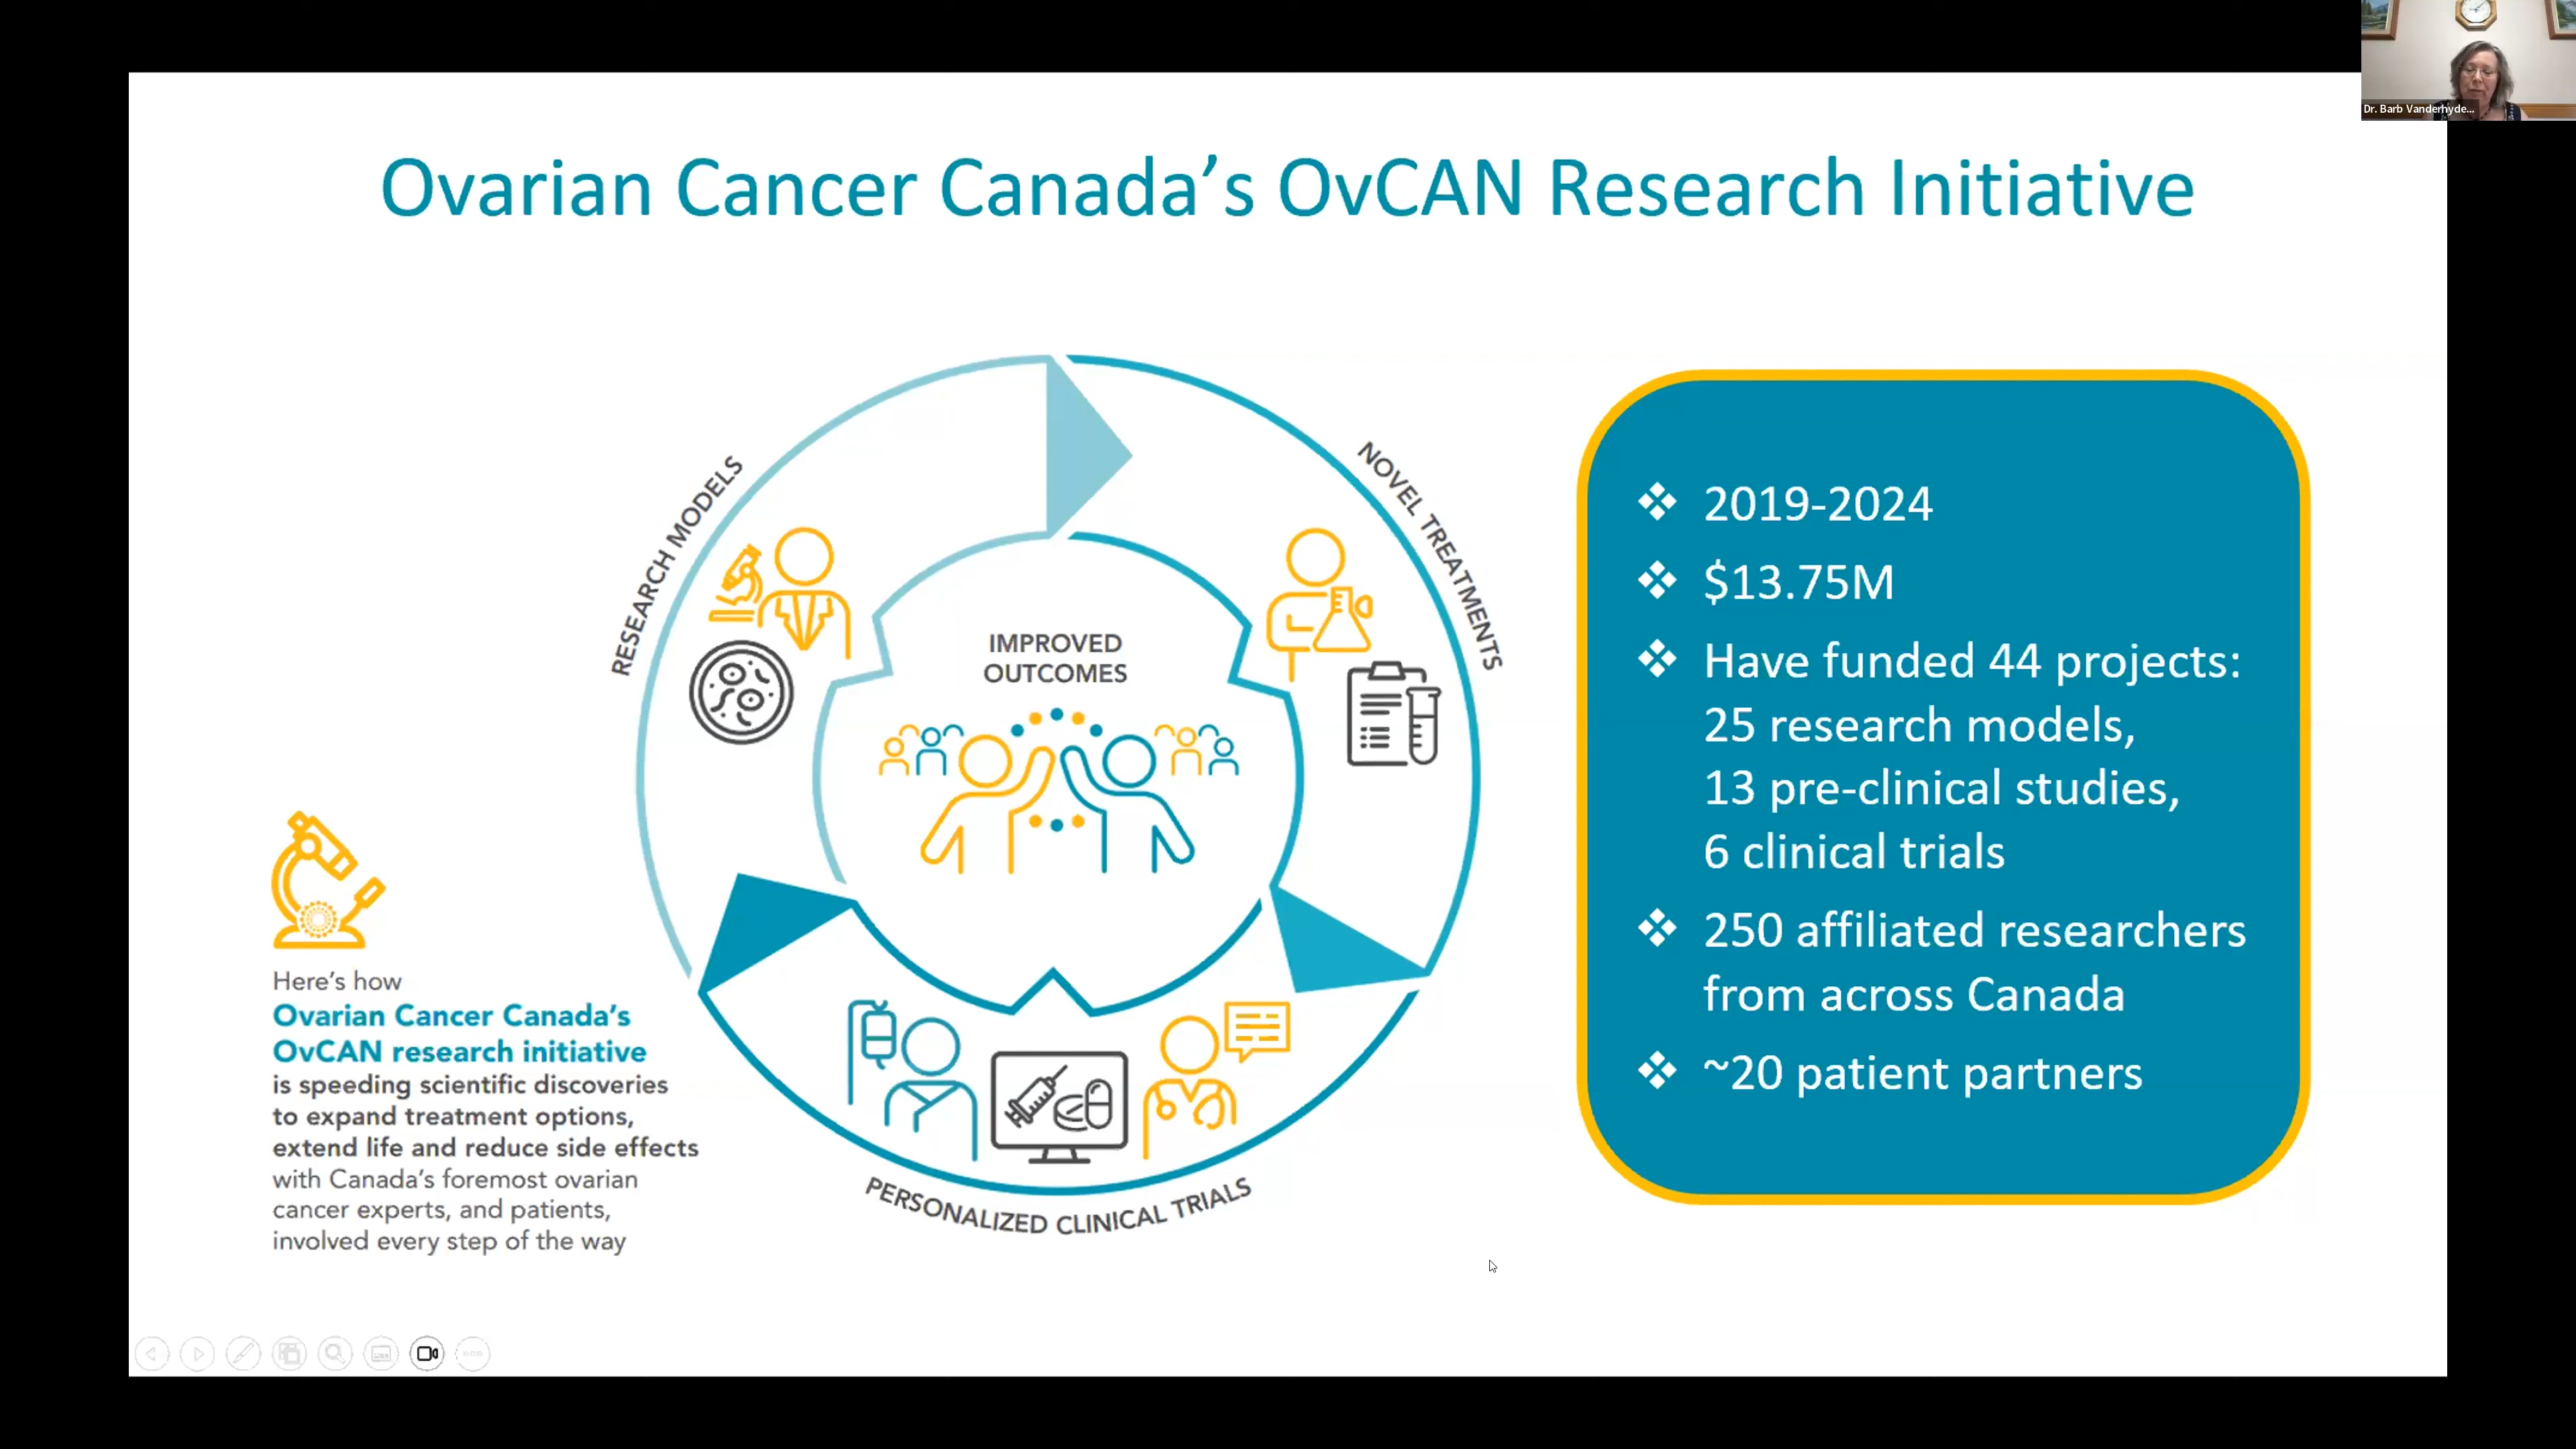 Dr. Barb Vanderhyde...
Ovarian Cancer Canada’s OvCAN Research Initiative
RESEARCH MODELS
NOVEL TREATMENTS
IMPROVED
OUTCOMES
PERSONALIZED CLINICAL TRIALS
Here’s how
Ovarian Cancer Canada’s
OvCAN research initiative
is speeding scientific discoveries
to expand treatment options,
extend life and reduce side effects
with Canada’s foremost ovarian
cancer experts, and patients,
involved every step of the way
❖ 2019-2024
❖ $13.75M
❖ Have funded 44 projects:
25 research models,
13 pre-clinical studies,
6 clinical trials
❖ 250 affiliated researchers
from across Canada
❖ ~20 patient partners